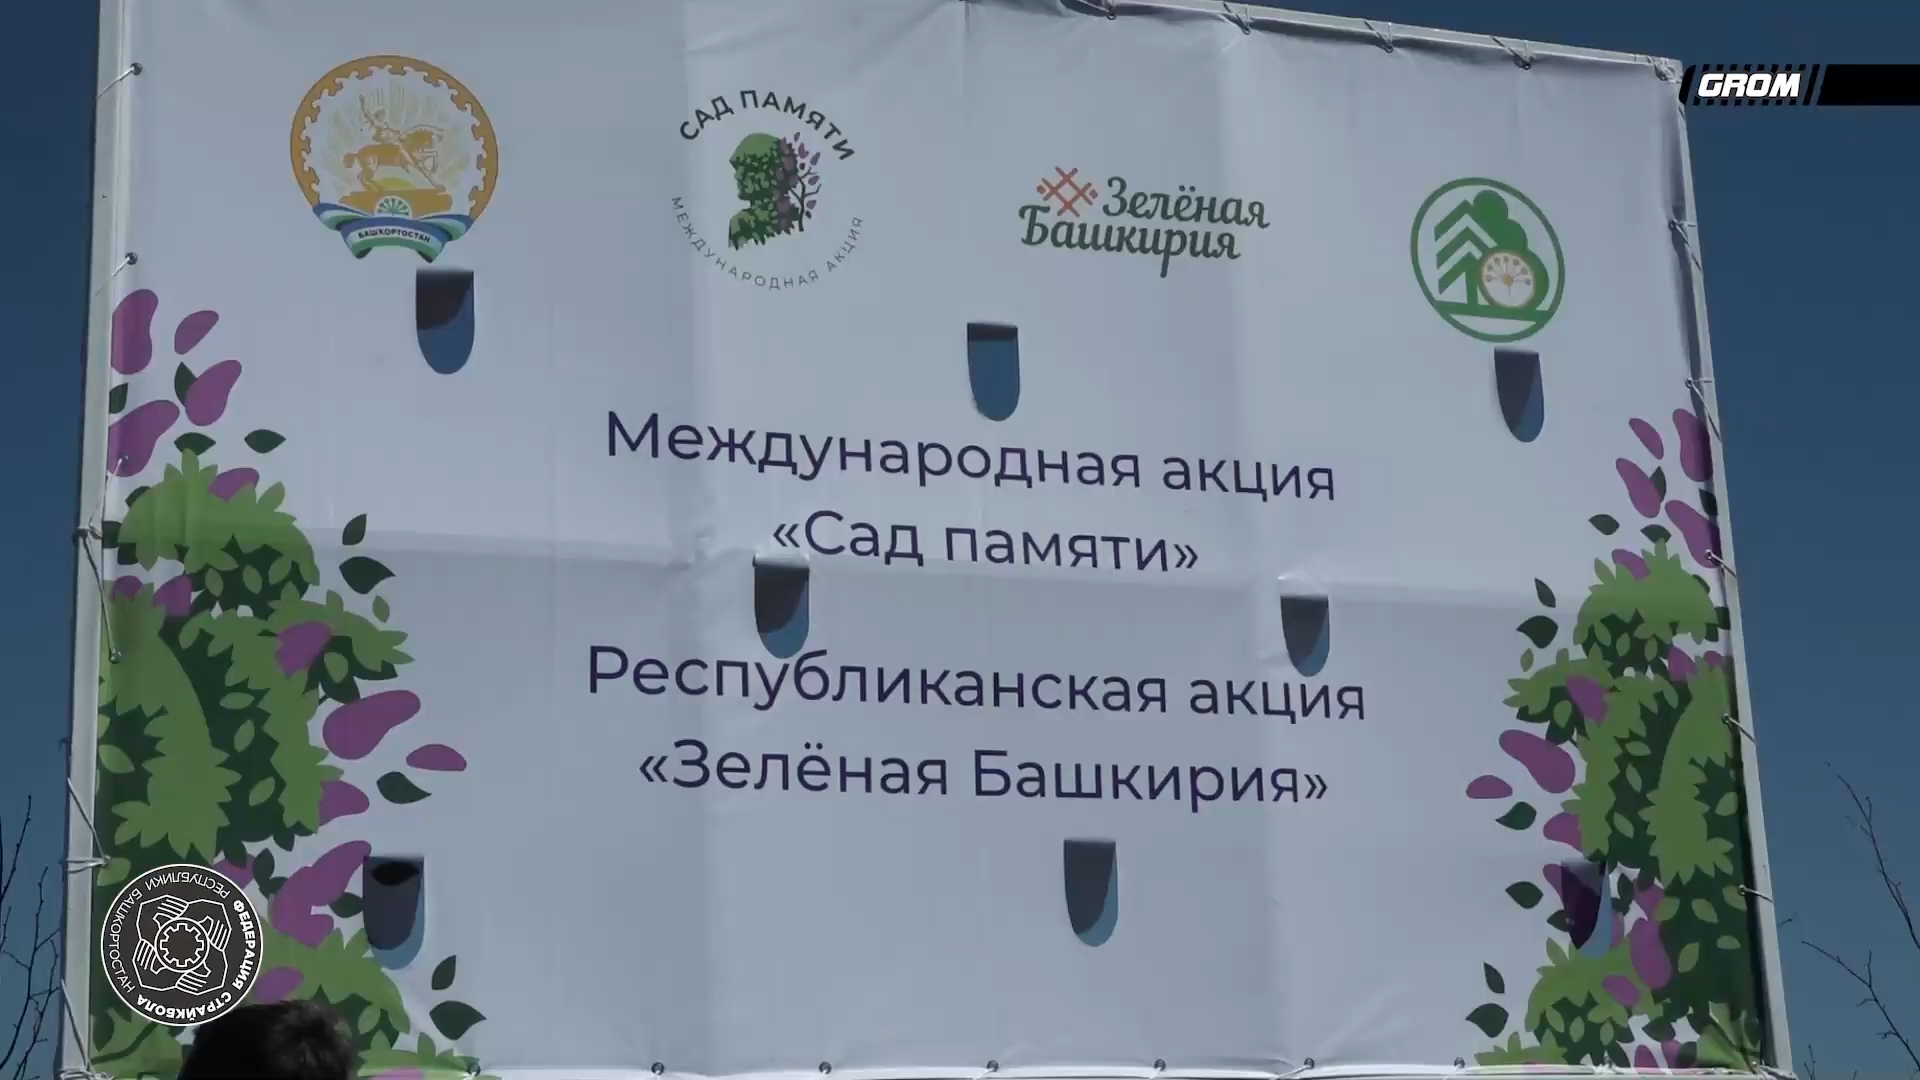 GROM
САД ПАМЯТИ
МЕЖДУНАРОДНАЯ АКЦИЯ
БАШКОРТОСТАН
Зелёная
Башкирия
Международная акция
«Сад памяти»
Республиканская акция
«Зелёная Башкирия»
ФЕДЕРАЦИЯ СТРАЙКБОЛА
РЕСПУБЛИКИ БАШКОРТОСТАН